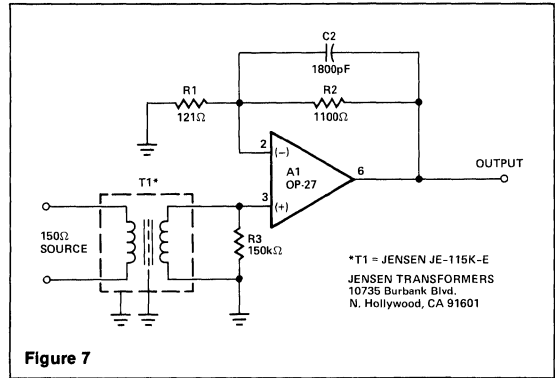 C2
1800pF
R1
121Ω
R2
1100Ω
2
(−)
A1
OP-27
6
OUTPUT
3
(+)
T1*
150Ω
SOURCE
R3
150kΩ
*T1 = JENSEN JE-115K-E
JENSEN TRANSFORMERS
10735 Burbank Blvd.
N. Hollywood, CA 91601
Figure 7